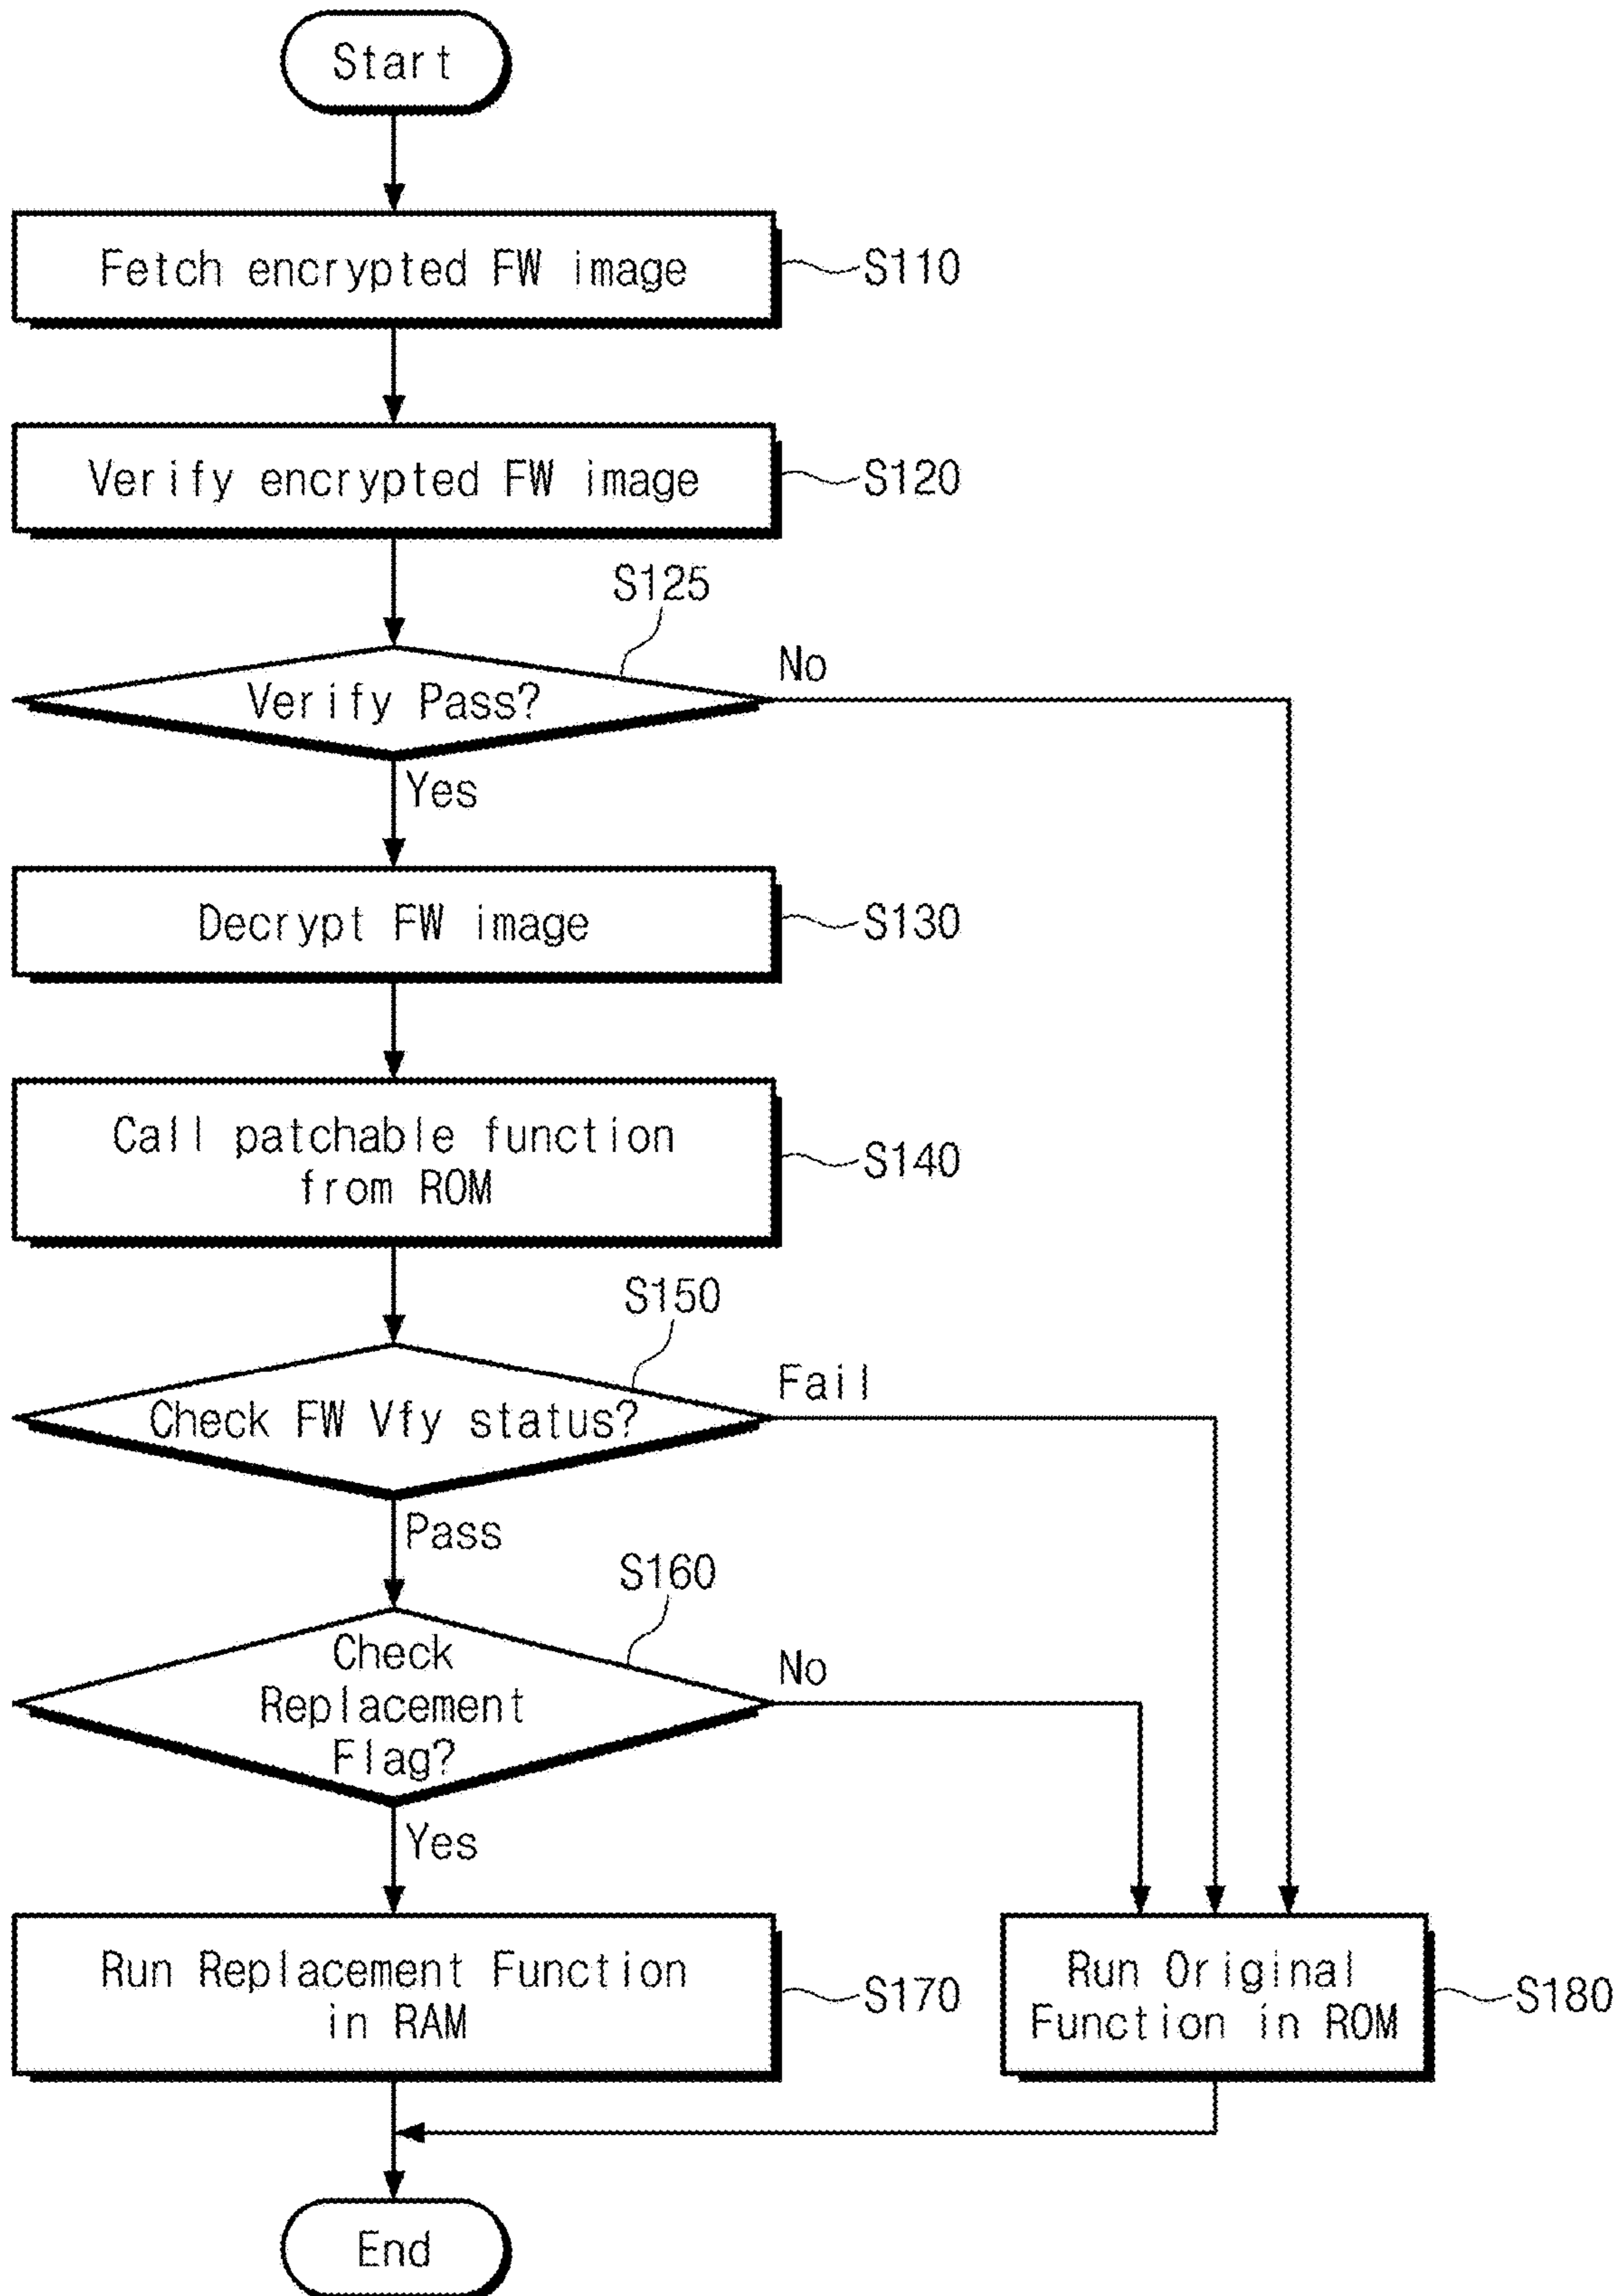 Start
Fetch encrypted FW image
S110
Verify encrypted FW image
S120
S125
Verify Pass?
No
Yes
Decrypt FW image
S130
Call patchable function
from ROM
S140
S150
Check FW Vfy status?
Fail
Pass
S160
Check
Replacement
Flag?
No
Yes
Run Replacement Function
in RAM
S170
Run Original
Function in ROM
S180
End